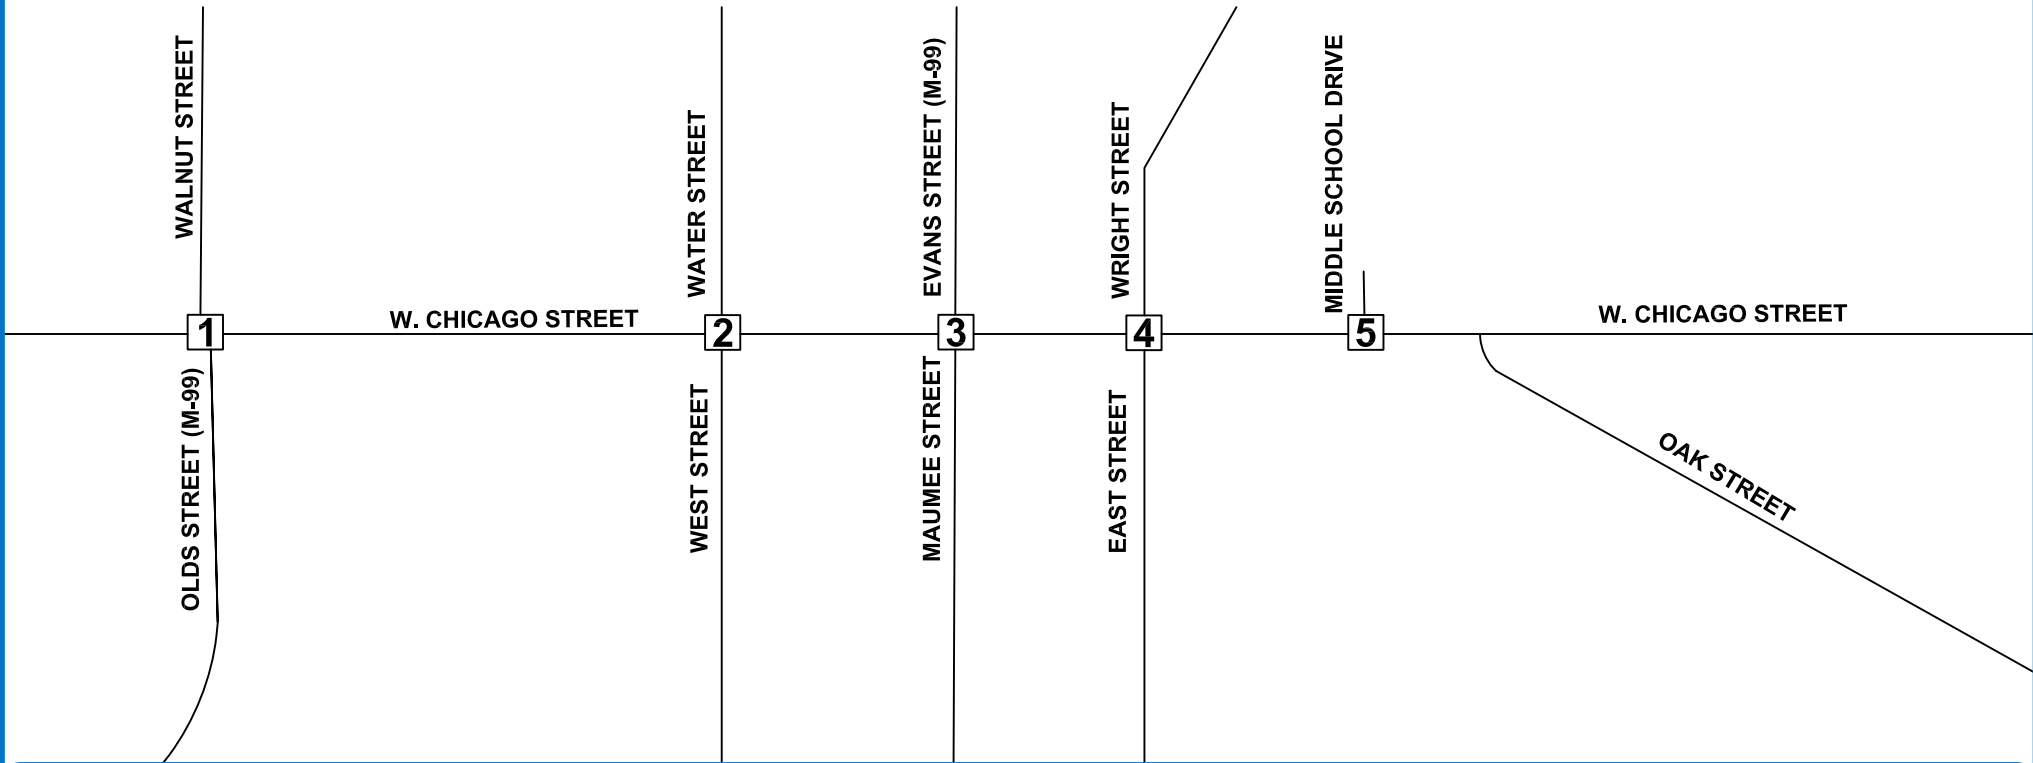 WALNUT STREET
WATER STREET
EVANS STREET (M-99)
WRIGHT STREET
MIDDLE SCHOOL DRIVE
W. CHICAGO STREET
W. CHICAGO STREET
1
2
3
4
5
OLDS STREET (M-99)
WEST STREET
MAUMEE STREET
EAST STREET
OAK STREET